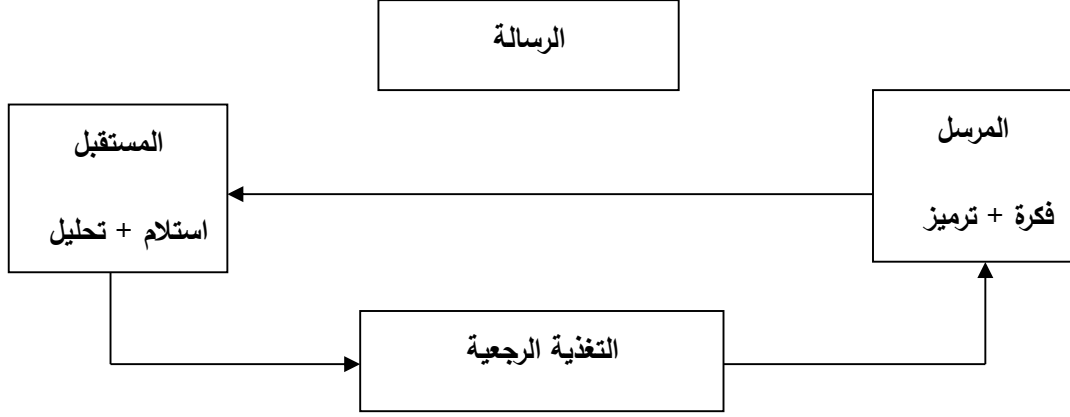 الرسالة
المرسل
فكرة + ترميز
المستقبل
استلام + تحليل
التغذية الرجعية